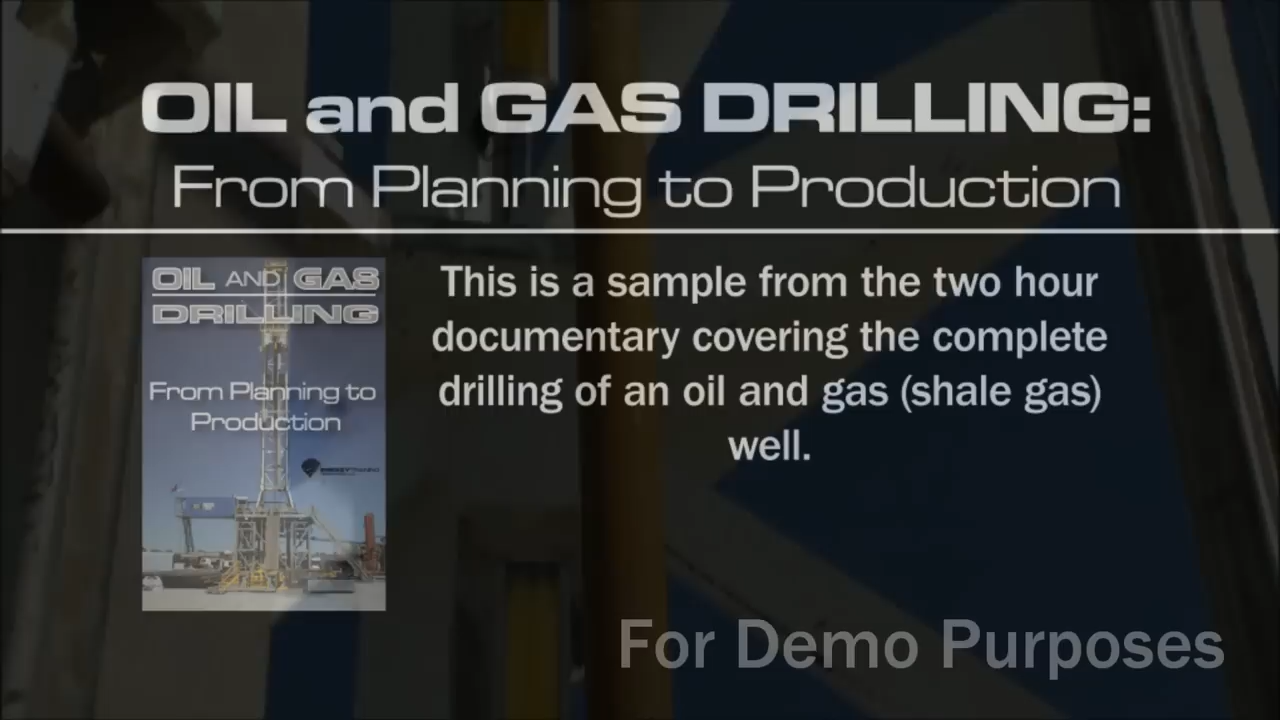 OIL and GAS DRILLING:
From Planning to Production
OIL AND GAS
DRILLING
From Planning to
Production
This is a sample from the two hour
documentary covering the complete
drilling of an oil and gas (shale gas)
well.
For Demo Purposes